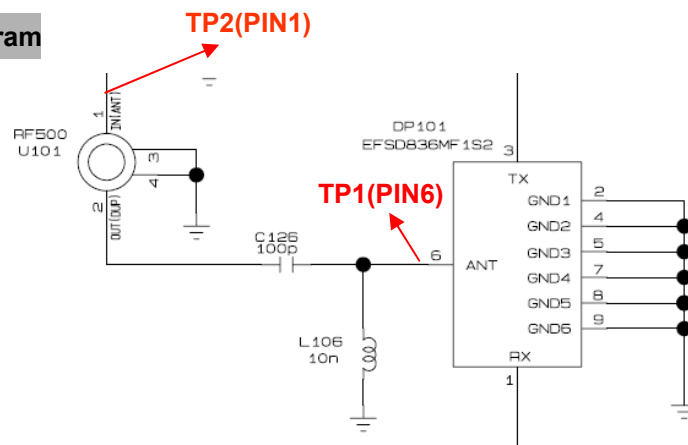 ram
TP2(PIN1)
1
IN(ANT)
RF500
U101
3
4
2
OUT(DUP)
C126
100p
L106
10n
TP1(PIN6)
6
DP101
EFSD836MF1S2
3
TX
ANT
RX
1
GND1
2
GND2
4
GND3
5
GND4
7
GND5
8
GND6
9